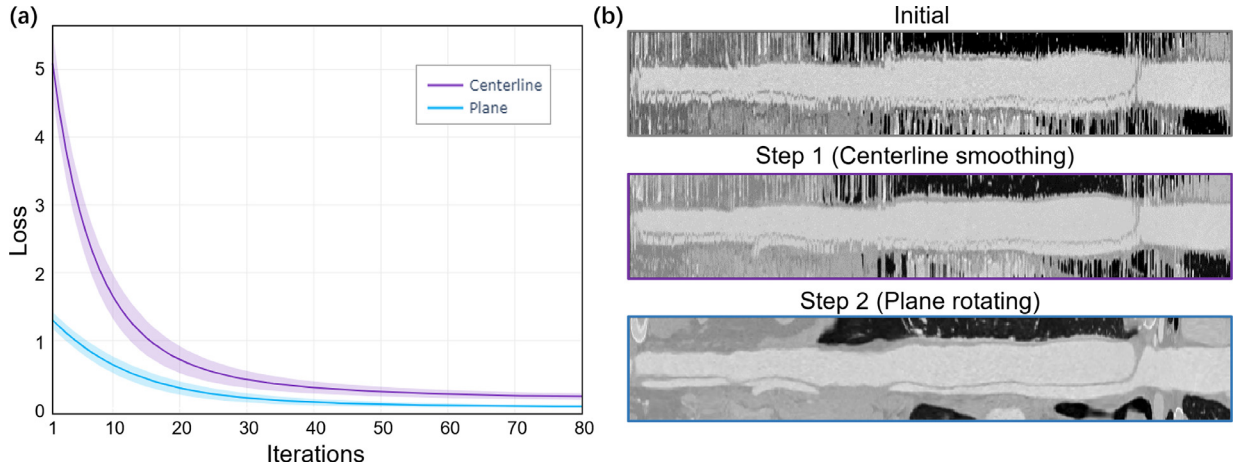 (a)
5
4
3
2
1
0
Loss
1 10 20 30 40 50 60 70 80
Iterations
Centerline
Plane
(b)
Initial
Step 1 (Centerline smoothing)
Step 2 (Plane rotating)